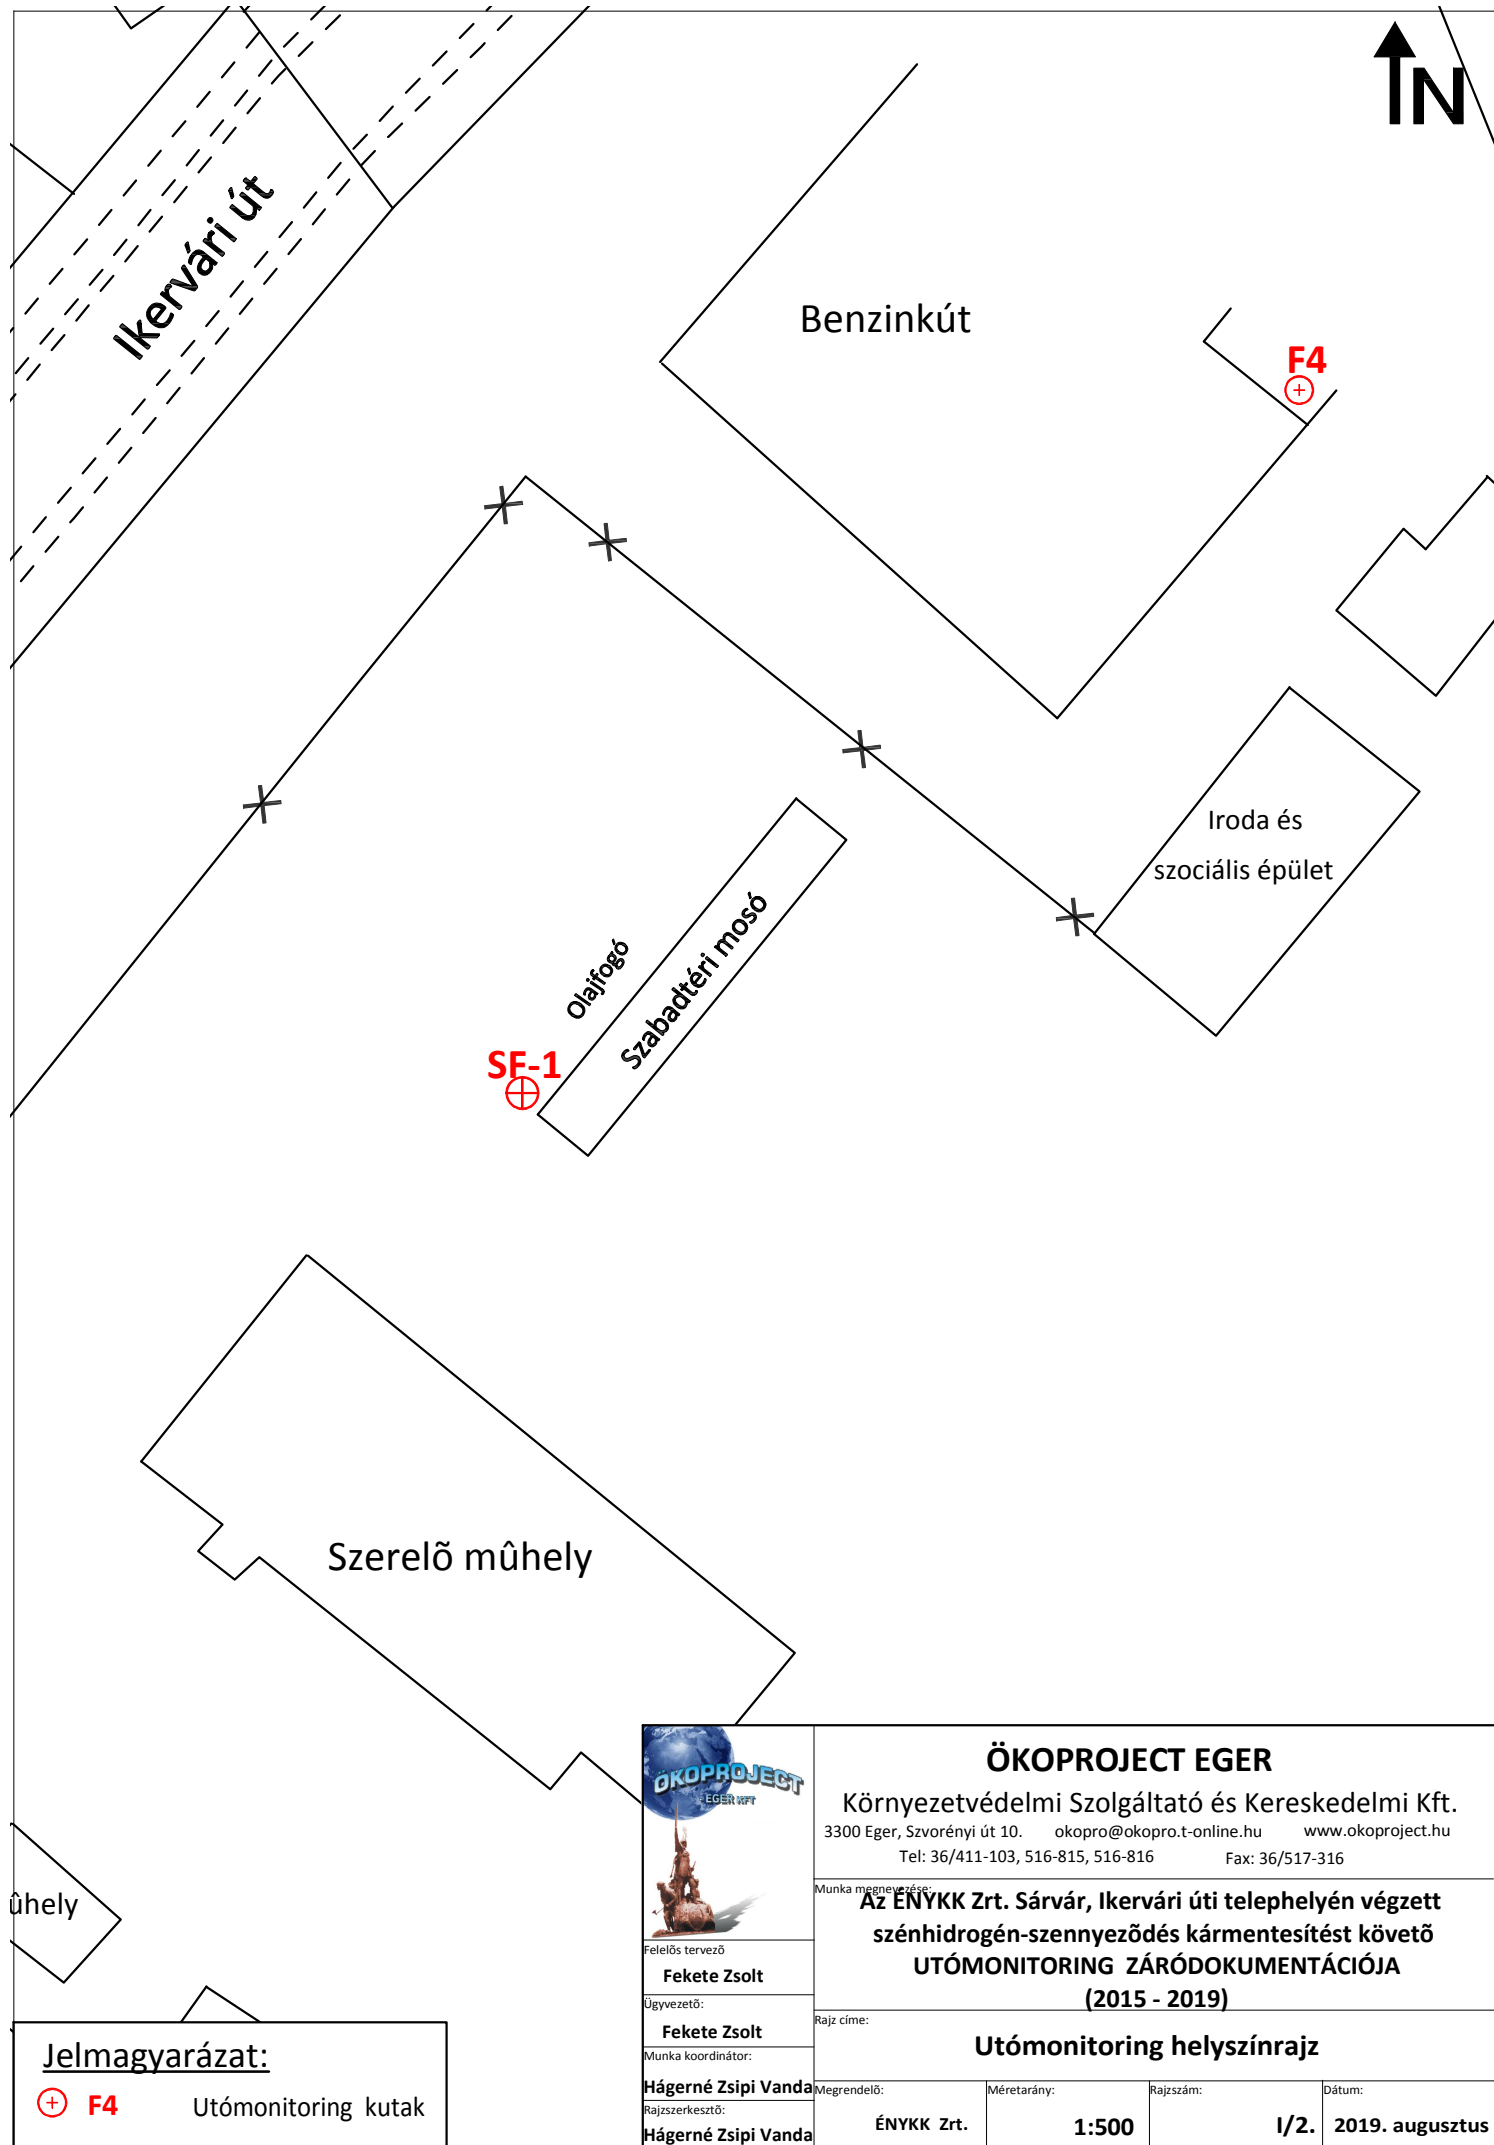 N
Ikervári út
Benzinkút
F4
Iroda és
szociális épület
Olajfogó
Szabadtéri mosó
SF-1
Szerelõ mûhely
ûhely
Jelmagyarázat:
F4 Utómonitoring kutak
ÖKOPROJECT
EGER KFT
ÖKOPROJECT EGER
Környezetvédelmi Szolgáltató és Kereskedelmi Kft.
3300 Eger, Szvorényi út 10. okopro@okopro.t-online.hu www.okoproject.hu
Tel: 36/411-103, 516-815, 516-816 Fax: 36/517-316
Munka megnevezése:
Az ÉNYKK Zrt. Sárvár, Ikervári úti telephelyén végzett
szénhidrogén-szennyezõdés kármentesítést követõ
UTÓMONITORING ZÁRÓDOKUMENTÁCIÓJA
(2015 - 2019)
Felelõs tervezõ
Fekete Zsolt
Ügyvezetõ:
Fekete Zsolt
Munka koordinátor:
Hágerné Zsipi Vanda
Rajzszerkesztõ:
Hágerné Zsipi Vanda
Rajz címe:
Utómonitoring helyszínrajz
Megrendelõ:
ÉNYKK Zrt.
Méretarány:
1:500
Rajzszám:
I/2.
Dátum:
2019. augusztus